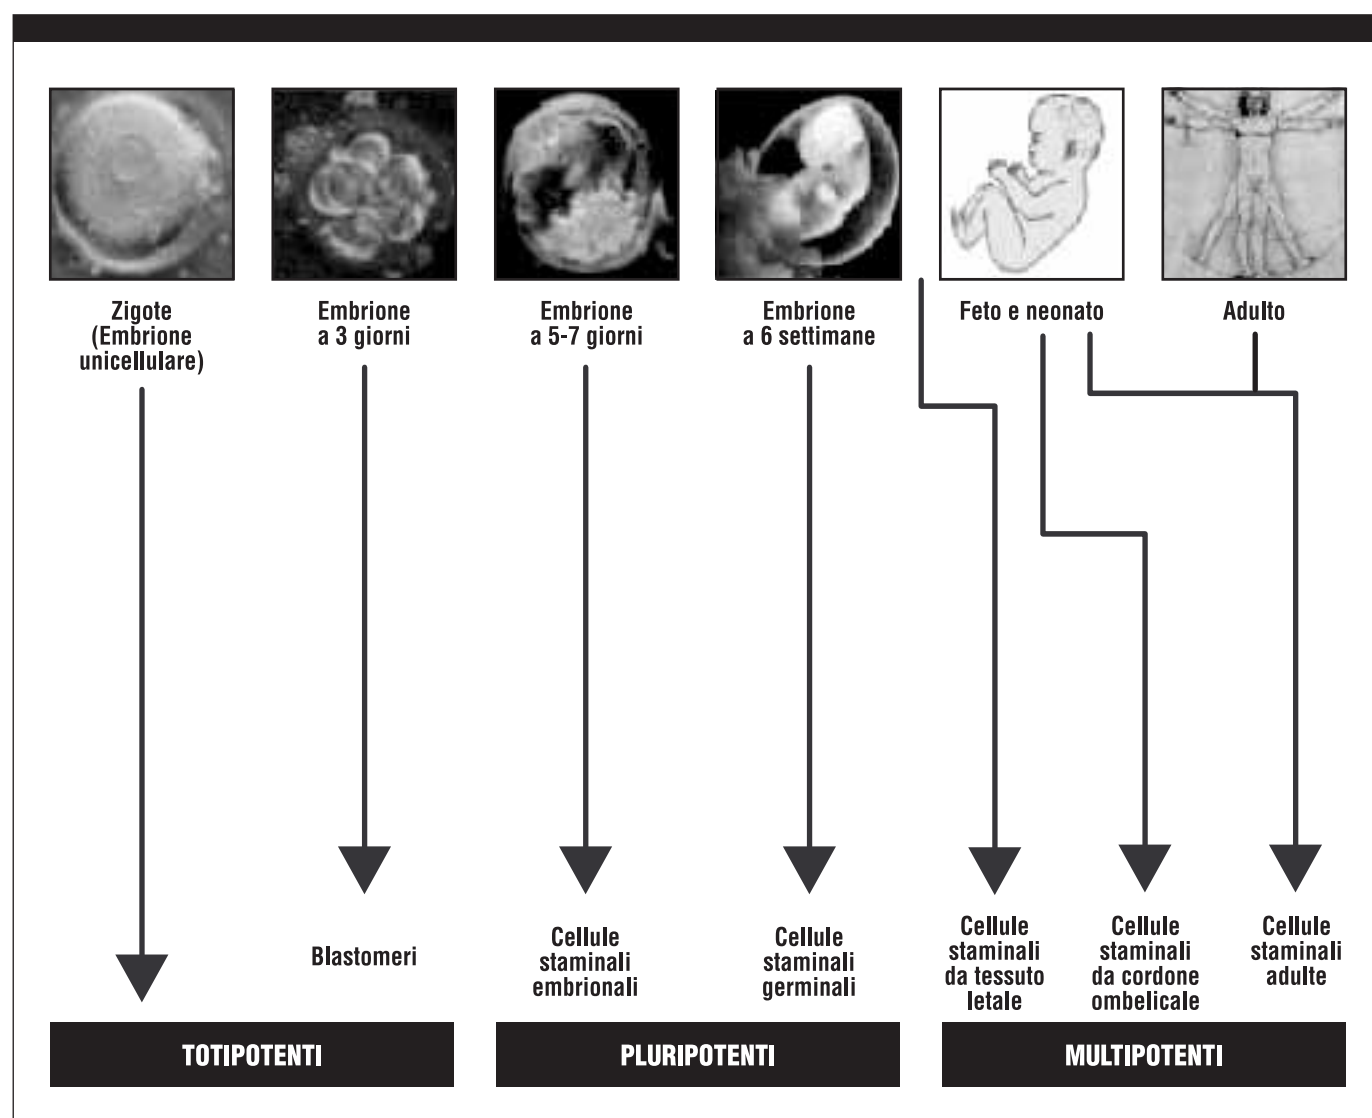 Zigote
(Embrione
unicellulare)
Embrione
a 3 giorni
Embrione
a 5-7 giorni
Embrione
a 6 settimane
Feto e neonato
Adulto
Blastomeri
Cellule
staminali
embrionali
Cellule
staminali
germinali
Cellule
staminali
da tessuto
letale
Cellule
staminali
da cordone
ombelicale
Cellule
staminali
adulte
TOTIPOTENTI
PLURIPOTENTI
MULTIPOTENTI